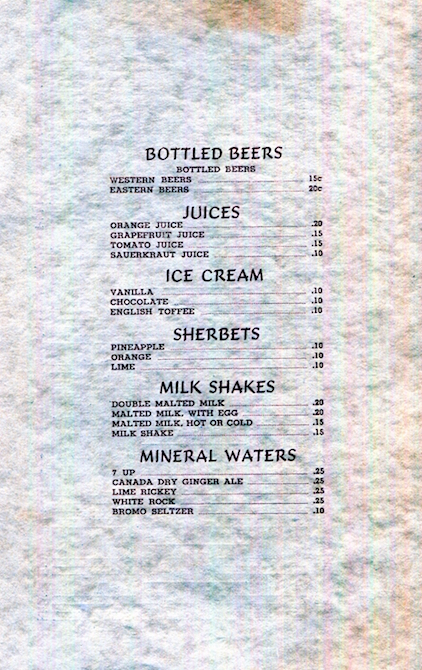 BOTTLED BEERS
BOTTLED BEERS
WESTERN BEERS 15c
EASTERN BEERS 20c
JUICES
ORANGE JUICE .20
GRAPEFRUIT JUICE .15
TOMATO JUICE .15
SAUERKRAUT JUICE .10
ICE CREAM
VANILLA .10
CHOCOLATE .10
ENGLISH TOFFEE .10
SHERBETS
PINEAPPLE .10
ORANGE .10
LIME .10
MILK SHAKES
DOUBLE MALTED MILK .20
MALTED MILK, WITH EGG .20
MALTED MILK, HOT OR COLD .15
MILK SHAKE .15
MINERAL WATERS
7 UP .25
CANADA DRY GINGER ALE .25
LIME RICKEY .25
WHITE ROCK .25
BROMO SELTZER .10